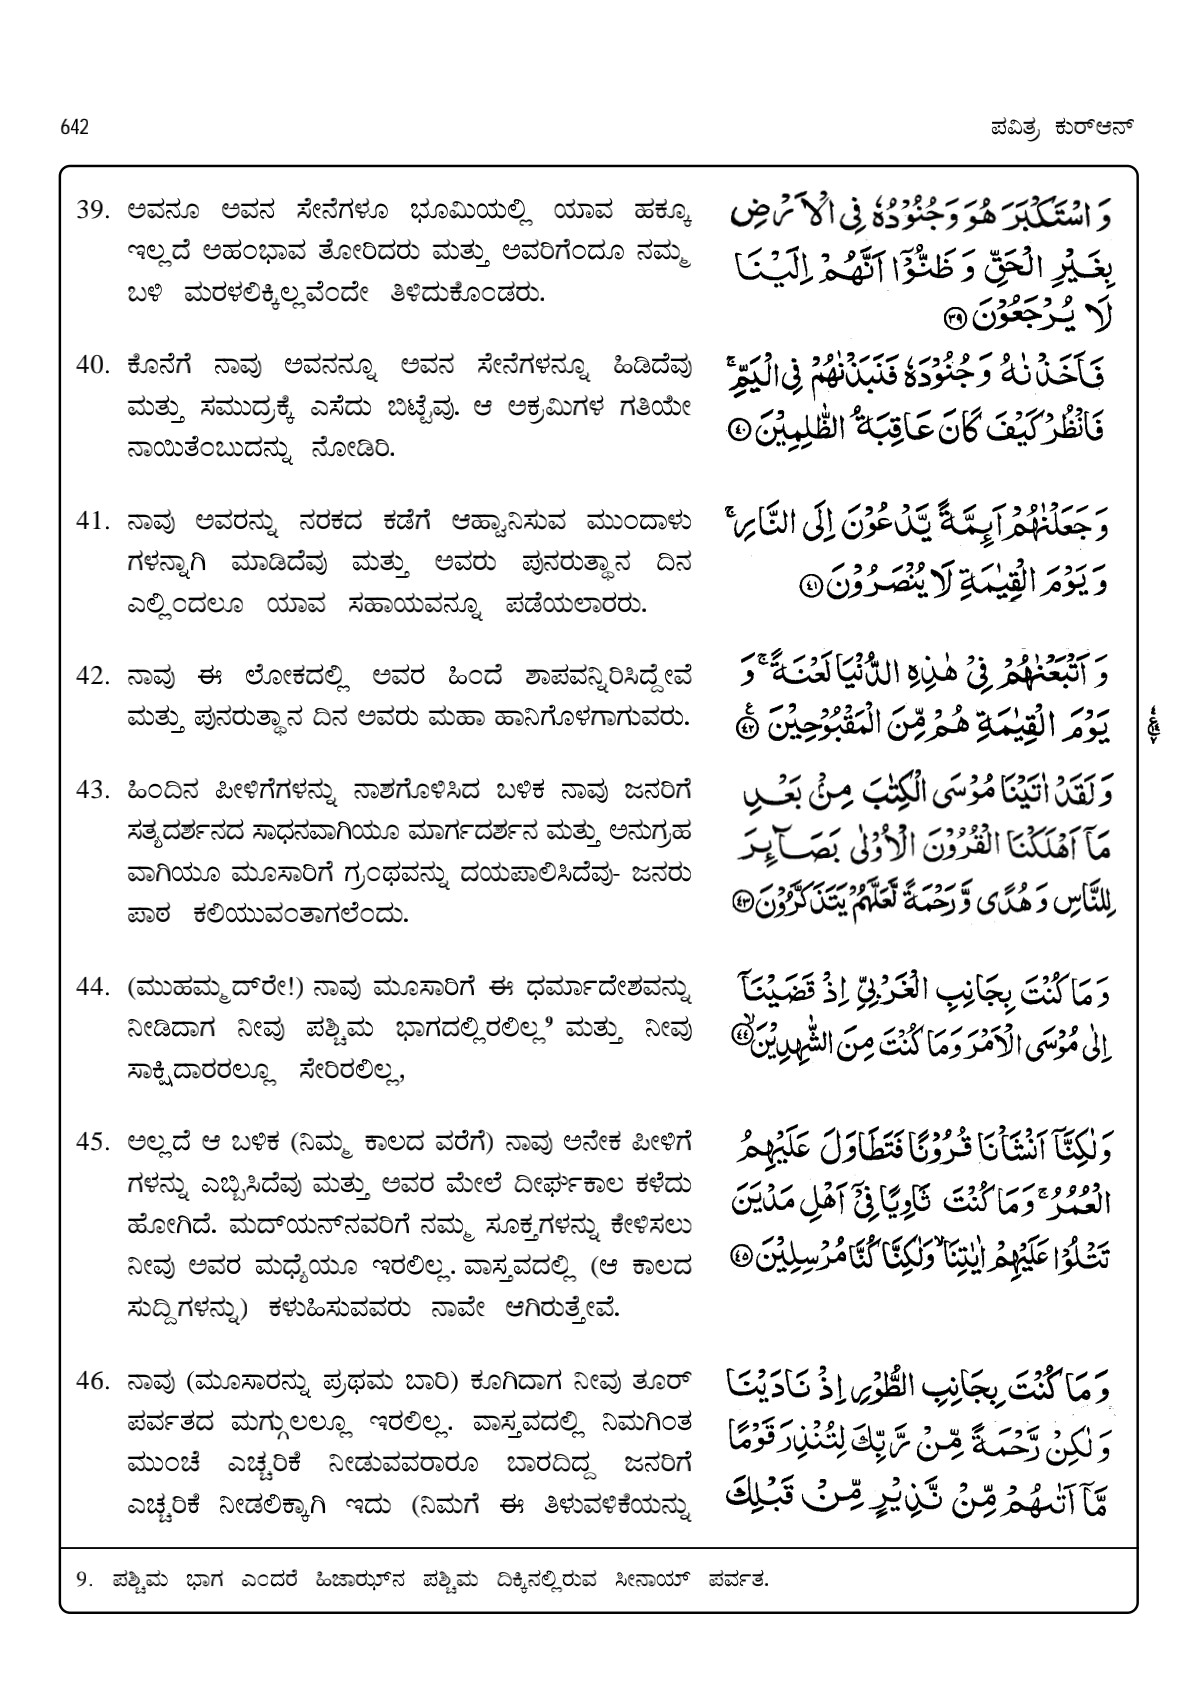 642
ಪವಿತ್ರ ಕುರ್‌ಆನ್
39. ಅವನೂ ಅವನ ಸೇನೆಗಳೂ ಭೂಮಿಯಲ್ಲಿ ಯಾವ ಹಕ್ಕೂ
ಇಲ್ಲದೆ ಅಹಂಭಾವ ತೋರಿದರು ಮತ್ತು ಅವರಿಗೆಂದೂ ನಮ್ಮ
ಬಳಿ ಮರಳಲಿಕ್ಕಿಲ್ಲವೆಂದೇ ತಿಳಿದುಕೊಂಡರು.
وَ اسْتَكْبَرَ هُوَ وَ جُنُوْدُهٗ فِی الْاَرْضِ
بِغَیْرِ الْحَقِّ وَ ظَنُّوْۤا اَنَّهُمْ اِلَیْنَا
لَا یُرْجَعُوْنَ ۝٣٩
40. ಕೊನೆಗೆ ನಾವು ಅವನನ್ನೂ ಅವನ ಸೇನೆಗಳನ್ನೂ ಹಿಡಿದೆವು
ಮತ್ತು ಸಮುದ್ರಕ್ಕೆ ಎಸೆದು ಬಿಟ್ಟೆವು. ಆ ಅಕ್ರಮಿಗಳ ಗತಿಯೇ
ನಾಯಿತೆಂಬುದನ್ನು ನೋಡಿರಿ.
فَاَخَذْنٰهُ وَ جُنُوْدَهٗ فَنَبَذْنٰهُمْ فِی الْیَمِّ ۚ
فَانْظُرْ كَیْفَ كَانَ عَاقِبَةُ الظّٰلِمِیْنَ ۝٤٠
41. ನಾವು ಅವರನ್ನು ನರಕದ ಕಡೆಗೆ ಆಹ್ವಾನಿಸುವ ಮುಂದಾಳು
ಗಳನ್ನಾಗಿ ಮಾಡಿದೆವು ಮತ್ತು ಅವರು ಪುನರುತ್ಥಾನ ದಿನ
ಎಲ್ಲಿಂದಲೂ ಯಾವ ಸಹಾಯವನ್ನೂ ಪಡೆಯಲಾರರು.
وَ جَعَلْنٰهُمْ اَىِٕمَّةً یَّدْعُوْنَ اِلَی النَّارِ ۚ
وَ یَوْمَ الْقِیٰمَةِ لَا یُنْصَرُوْنَ ۝٤١
42. ನಾವು ಈ ಲೋಕದಲ್ಲಿ ಅವರ ಹಿಂದೆ ಶಾಪವನ್ನಿರಿಸಿದ್ದೇವೆ
ಮತ್ತು ಪುನರುತ್ಥಾನ ದಿನ ಅವರು ಮಹಾ ಹಾನಿಗೊಳಗಾಗುವರು.
وَ اَتْبَعْنٰهُمْ فِیْ هٰذِهِ الدُّنْیَا لَعْنَةً ۚ وَ
یَوْمَ الْقِیٰمَةِ هُمْ مِّنَ الْمَقْبُوْحِیْنَ ۝٤٢
43. ಹಿಂದಿನ ಪೀಳಿಗೆಗಳನ್ನು ನಾಶಗೊಳಿಸಿದ ಬಳಿಕ ನಾವು ಜನರಿಗೆ
ಸತ್ಯದರ್ಶನದ ಸಾಧನವಾಗಿಯೂ ಮಾರ್ಗದರ್ಶನ ಮತ್ತು ಅನುಗ್ರಹ
ವಾಗಿಯೂ ಮೂಸಾರಿಗೆ ಗ್ರಂಥವನ್ನು ದಯಪಾಲಿಸಿದೆವು- ಜನರು
ಪಾಠ ಕಲಿಯುವಂತಾಗಲೆಂದು.
وَ لَقَدْ اٰتَیْنَا مُوْسَی الْكِتٰبَ مِنْۢ بَعْدِ
مَاۤ اَهْلَكْنَا الْقُرُوْنَ الْاُوْلٰی بَصَآىِٕرَ
لِلنَّاسِ وَ هُدًی وَّ رَحْمَةً لَّعَلَّهُمْ یَتَذَكَّرُوْنَ ۝٤٣
44. (ಮುಹಮ್ಮದ್‌ರೇ!) ನಾವು ಮೂಸಾರಿಗೆ ಈ ಧರ್ಮಾದೇಶವನ್ನು
ನೀಡಿದಾಗ ನೀವು ಪಶ್ಚಿಮ ಭಾಗದಲ್ಲಿರಲಿಲ್ಲ⁹ ಮತ್ತು ನೀವು
ಸಾಕ್ಷಿದಾರರಲ್ಲೂ ಸೇರಿರಲಿಲ್ಲ,
وَ مَا كُنْتَ بِجَانِبِ الْغَرْبِیِّ اِذْ قَضَیْنَاۤ
اِلٰی مُوْسَی الْاَمْرَ وَ مَا كُنْتَ مِنَ الشّٰهِدِیْنَ ۙ۝٤٤
45. ಅಲ್ಲದೆ ಆ ಬಳಿಕ (ನಿಮ್ಮ ಕಾಲದ ವರೆಗೆ) ನಾವು ಅನೇಕ ಪೀಳಿಗೆ
ಗಳನ್ನು ಎಬ್ಬಿಸಿದೆವು ಮತ್ತು ಅವರ ಮೇಲೆ ದೀರ್ಘಕಾಲ ಕಳೆದು
ಹೋಗಿದೆ. ಮದ್‌ಯನ್‌ನವರಿಗೆ ನಮ್ಮ ಸೂಕ್ತಗಳನ್ನು ಕೇಳಿಸಲು
ನೀವು ಅವರ ಮಧ್ಯೆಯೂ ಇರಲಿಲ್ಲ. ವಾಸ್ತವದಲ್ಲಿ (ಆ ಕಾಲದ
ಸುದ್ದಿಗಳನ್ನು) ಕಳುಹಿಸುವವರು ನಾವೇ ಆಗಿರುತ್ತೇವೆ.
وَ لٰكِنَّاۤ اَنْشَاْنَا قُرُوْنًا فَتَطَاوَلَ عَلَیْهِمُ
الْعُمُرُ ۚ وَ مَا كُنْتَ ثَاوِیًا فِیْۤ اَهْلِ مَدْیَنَ
تَتْلُوْا عَلَیْهِمْ اٰیٰتِنَا ۙ وَ لٰكِنَّا كُنَّا مُرْسِلِیْنَ ۝٤٥
46. ನಾವು (ಮೂಸಾರನ್ನು ಪ್ರಥಮ ಬಾರಿ) ಕೂಗಿದಾಗ ನೀವು ತೂರ್
ಪರ್ವತದ ಮಗ್ಗುಲಲ್ಲೂ ಇರಲಿಲ್ಲ. ವಾಸ್ತವದಲ್ಲಿ ನಿಮಗಿಂತ
ಮುಂಚೆ ಎಚ್ಚರಿಕೆ ನೀಡುವವರಾರೂ ಬಾರದಿದ್ದ ಜನರಿಗೆ
ಎಚ್ಚರಿಕೆ ನೀಡಲಿಕ್ಕಾಗಿ ಇದು (ನಿಮಗೆ ಈ ತಿಳುವಳಿಕೆಯನ್ನು
وَ مَا كُنْتَ بِجَانِبِ الطُّوْرِ اِذْ نَادَیْنَا
وَ لٰكِنْ رَّحْمَةً مِّنْ رَّبِّكَ لِتُنْذِرَ قَوْمًا
مَّاۤ اَتٰىهُمْ مِّنْ نَّذِیْرٍ مِّنْ قَبْلِكَ
9. ಪಶ್ಚಿಮ ಭಾಗ ಎಂದರೆ ಹಿಜಾಝ್‌ನ ಪಶ್ಚಿಮ ದಿಕ್ಕಿನಲ್ಲಿರುವ ಸೀನಾಯ್ ಪರ್ವತ.